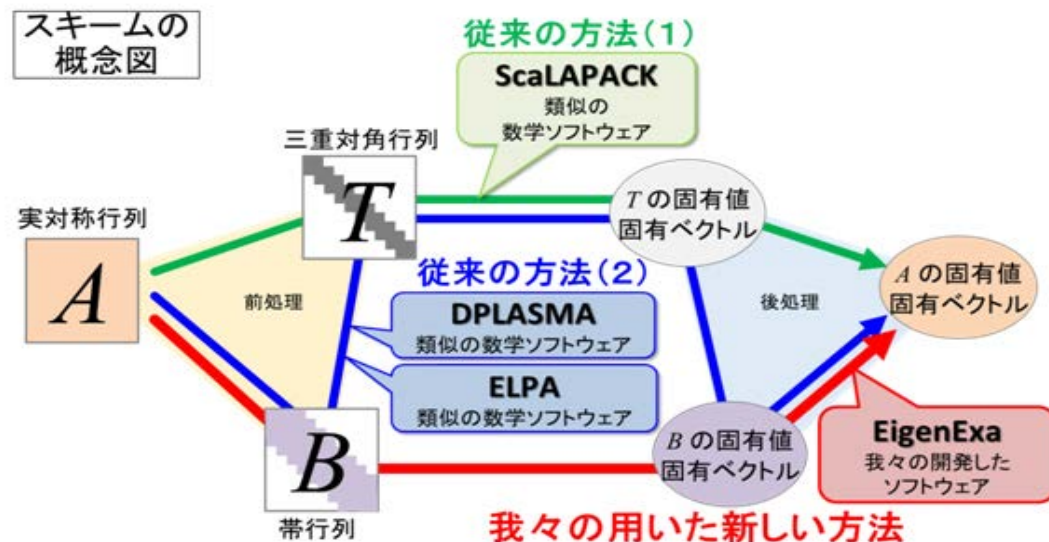 スキームの
概念図
従来の方法(1)
ScaLAPACK
類似の
数学ソフトウェア
三重対角行列
T
T の固有値
固有ベクトル
実対称行列
A
前処理
従来の方法(2)
DPLASMA
類似の数学ソフトウェア
ELPA
類似の数学ソフトウェア
後処理
A の固有値
固有ベクトル
B
帯行列
B の固有値
固有ベクトル
EigenExa
我々の開発した
ソフトウェア
我々の用いた新しい方法